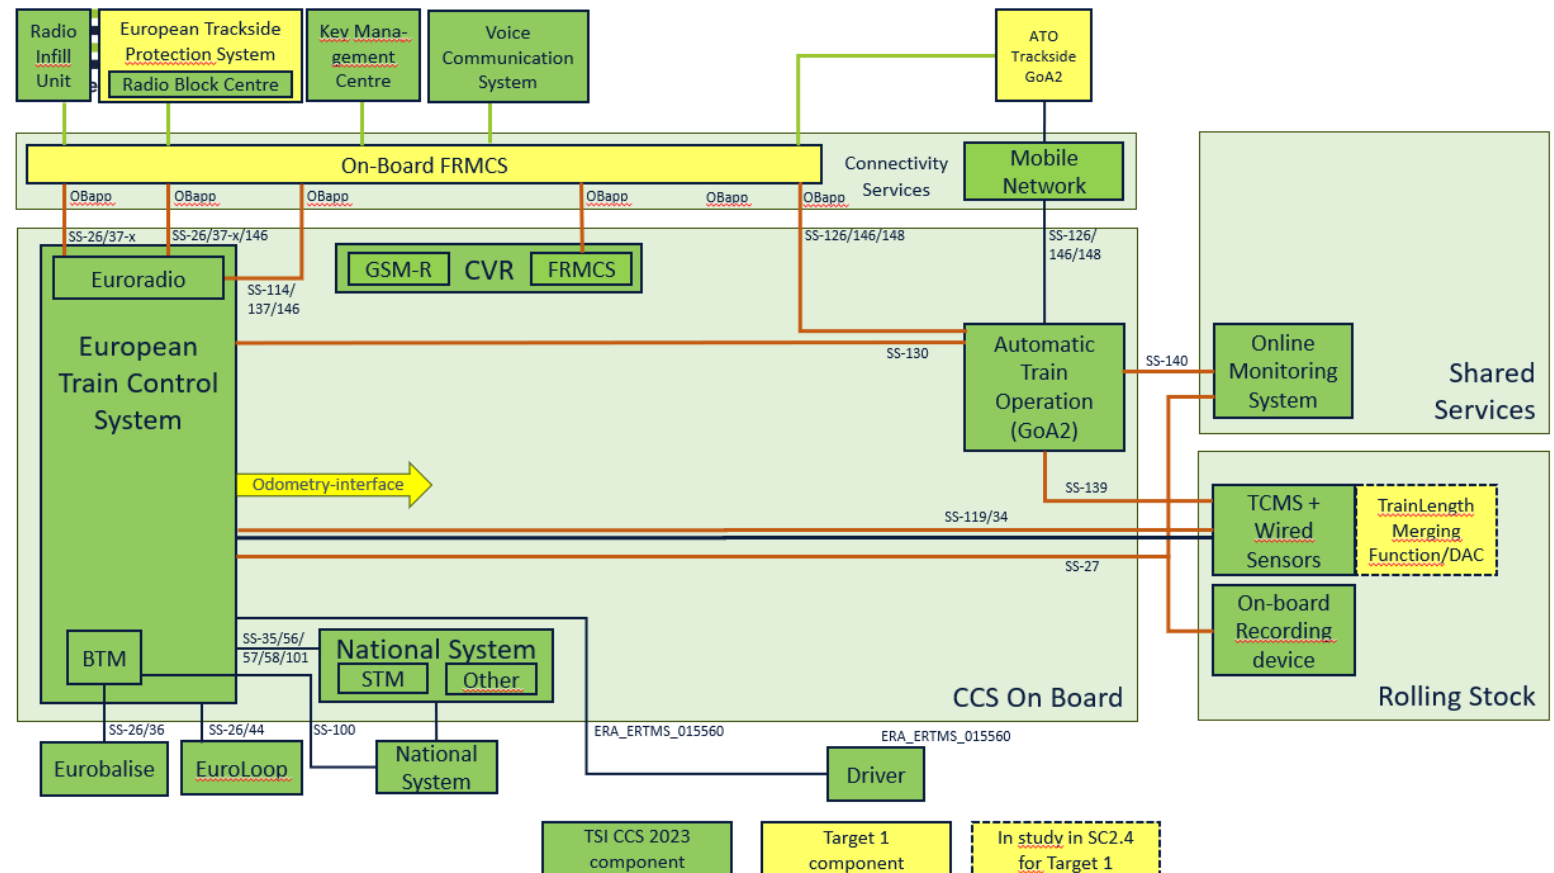 Radio
Infill
Unit
European Trackside
Protection System
Radio Block Centre
Key Mana-
gement
Centre
Voice
Communication
System
ATO
Trackside
GoA2
On-Board FRMCS
Connectivity
Services
Mobile
Network
OBapp
OBapp
OBapp
OBapp
OBapp
OBapp
SS-26/37-x
SS-26/37-x/146
SS-126/146/148
SS-126/
146/148
Euroradio
GSM-R
CVR
FRMCS
SS-114/
137/146
European
Train Control
System
SS-130
Automatic
Train
Operation
(GoA2)
SS-140
Online
Monitoring
System
Shared
Services
Odometry-interface
SS-139
SS-119/34
SS-27
TCMS +
Wired
Sensors
TrainLength
Merging
Function/DAC
On-board
Recording
device
Rolling Stock
BTM
SS-35/56/
57/58/101
National System
STM
Other
CCS On Board
SS-26/36
SS-26/44
SS-100
ERA_ERTMS_015560
ERA_ERTMS_015560
Eurobalise
EuroLoop
National
System
Driver
TSI CCS 2023
component
Target 1
component
In study in SC2.4
for Target 1